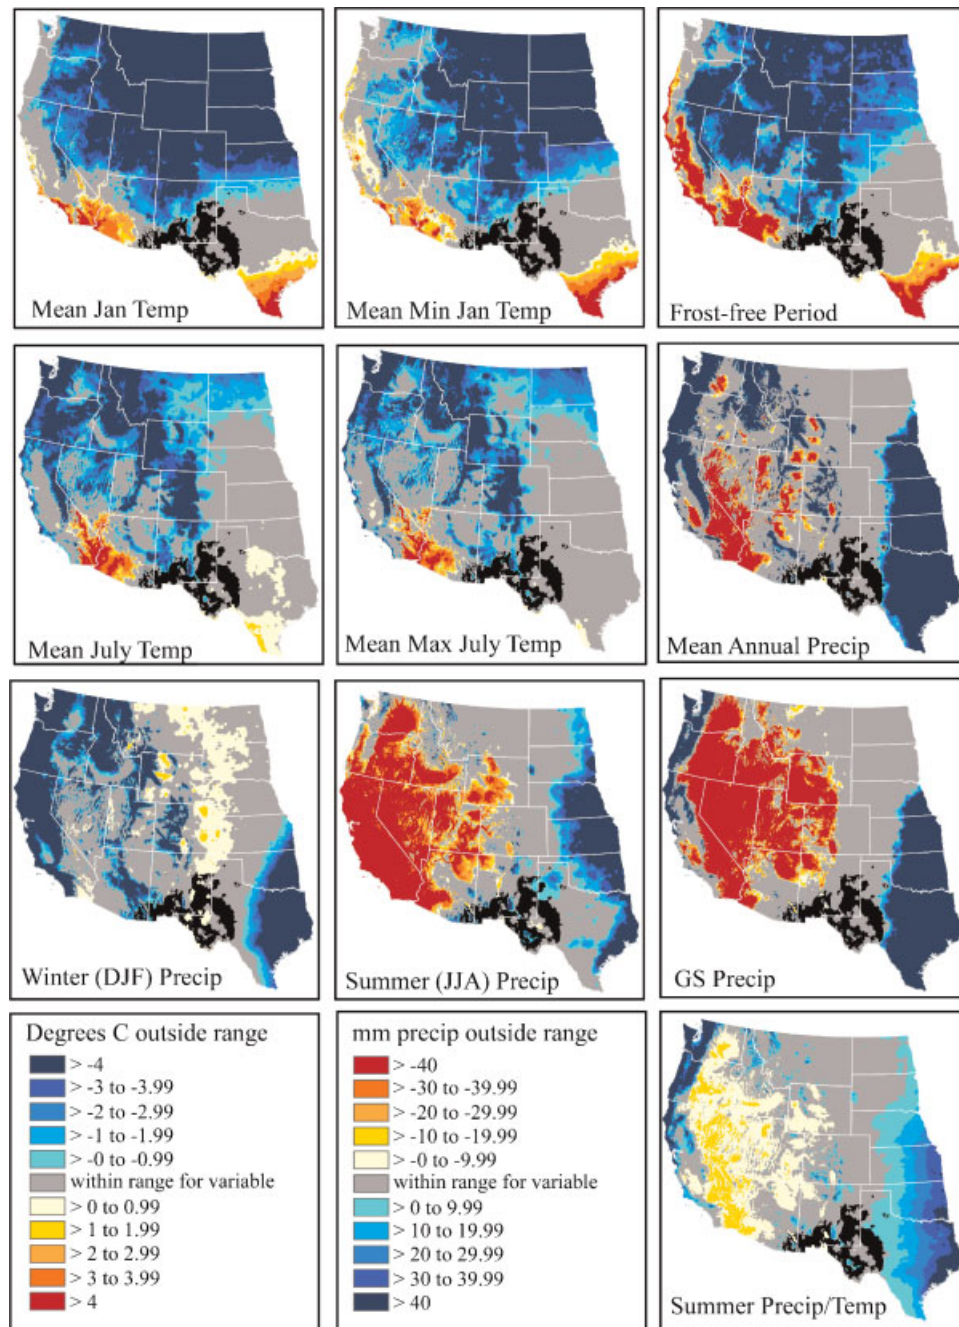 Mean Jan Temp
Mean Min Jan Temp
Frost-free Period
Mean July Temp
Mean Max July Temp
Mean Annual Precip
Winter (DJF) Precip
Summer (JJA) Precip
GS Precip
Degrees C outside range
> -4
> -3 to -3.99
> -2 to -2.99
> -1 to -1.99
> -0 to -0.99
within range for variable
> 0 to 0.99
> 1 to 1.99
> 2 to 2.99
> 3 to 3.99
> 4
mm precip outside range
> -40
> -30 to -39.99
> -20 to -29.99
> -10 to -19.99
> -0 to -9.99
within range for variable
> 0 to 9.99
> 10 to 19.99
> 20 to 29.99
> 30 to 39.99
> 40
Summer Precip/Temp